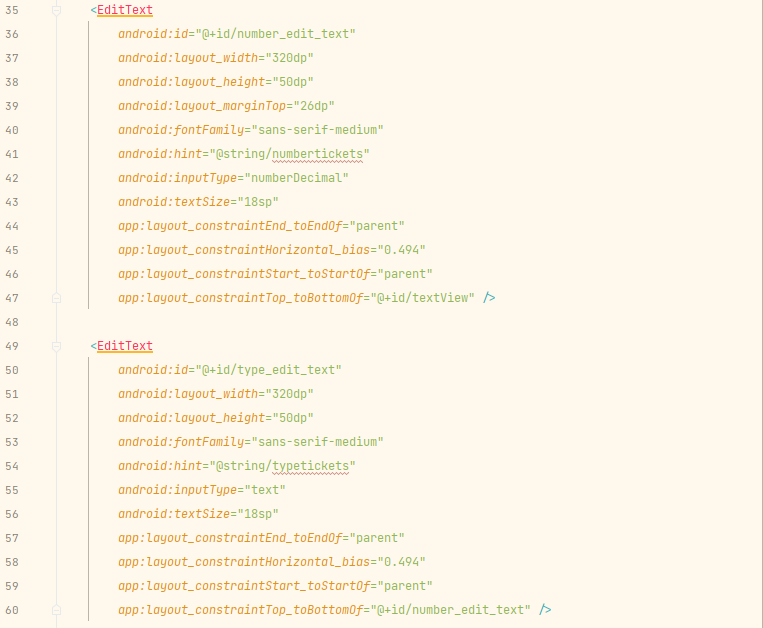 35 <EditText
36 android:id="@+id/number_edit_text"
37 android:layout_width="320dp"
38 android:layout_height="50dp"
39 android:layout_marginTop="26dp"
40 android:fontFamily="sans-serif-medium"
41 android:hint="@string/numbertickets"
42 android:inputType="numberDecimal"
43 android:textSize="18sp"
44 app:layout_constraintEnd_toEndOf="parent"
45 app:layout_constraintHorizontal_bias="0.494"
46 app:layout_constraintStart_toStartOf="parent"
47 app:layout_constraintTop_toBottomOf="@+id/textView" />
48
49 <EditText
50 android:id="@+id/type_edit_text"
51 android:layout_width="320dp"
52 android:layout_height="50dp"
53 android:fontFamily="sans-serif-medium"
54 android:hint="@string/typetickets"
55 android:inputType="text"
56 android:textSize="18sp"
57 app:layout_constraintEnd_toEndOf="parent"
58 app:layout_constraintHorizontal_bias="0.494"
59 app:layout_constraintStart_toStartOf="parent"
60 app:layout_constraintTop_toBottomOf="@+id/number_edit_text" />